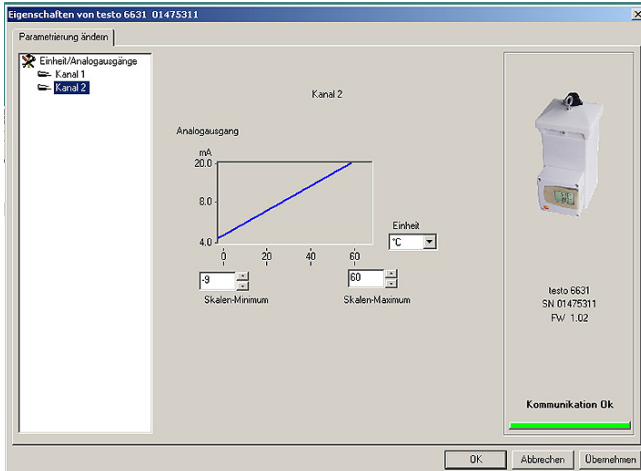 Eigenschaften von testo 6631 01475311
Parametrierung ändern
Einheit/Analogausgänge
Kanal 1
Kanal 2
Kanal 2
Analogausgang
mA
20.0
8.0
4.0
0 20 40 60
Einheit
°C
-9
60
Skalen-Minimum
Skalen-Maximum
testo 6631
SN 01475311
FW 1.02
Kommunikation Ok
OK
Abbrechen
Übernehmen